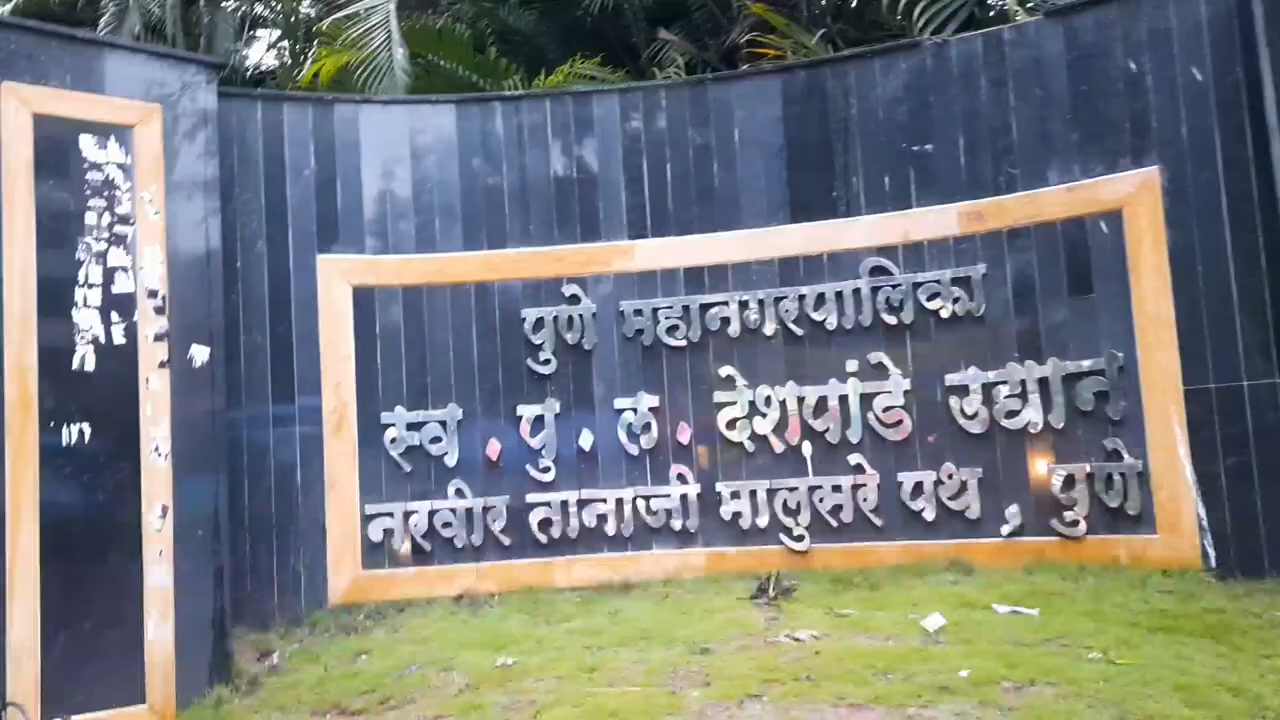 पुणे महानगरपालिका
स्व. पु. ल. देशपांडे उद्यान
नरवीर तानाजी मालुसरे पथ, पुणे